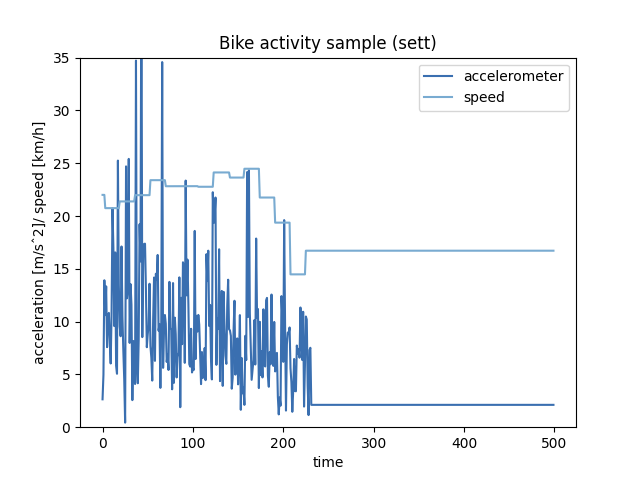 Bike activity sample (sett)
accelerometer
speed
acceleration [m/s^2]/ speed [km/h]
35
30
25
20
15
10
5
0
0 100 200 300 400 500
time